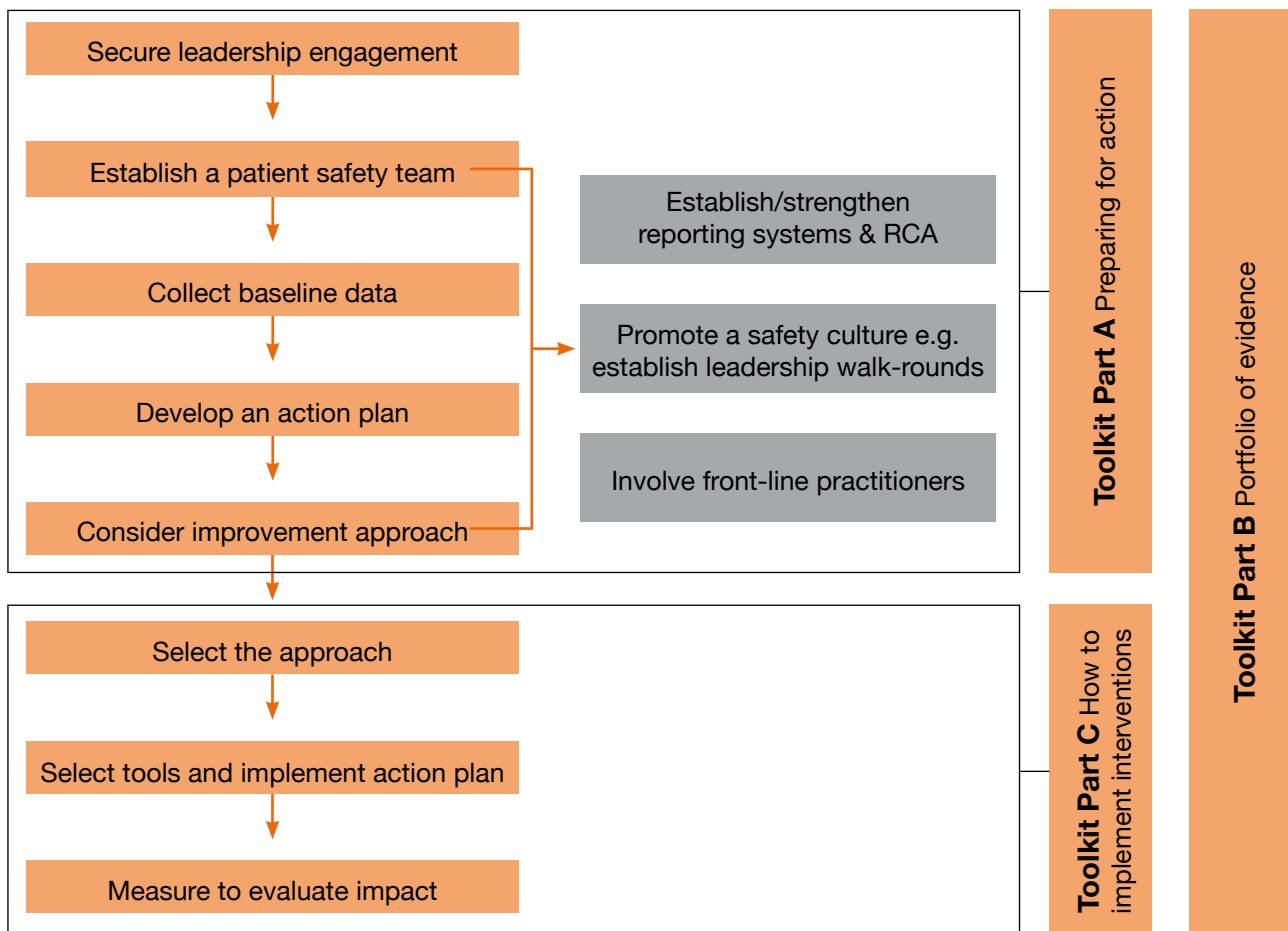 Secure leadership engagement
Establish a patient safety team
Collect baseline data
Develop an action plan
Consider improvement approach
Establish/strengthen
reporting systems & RCA
Promote a safety culture e.g.
establish leadership walk-rounds
Involve front-line practitioners
Toolkit Part A Preparing for action
Select the approach
Select tools and implement action plan
Measure to evaluate impact
Toolkit Part C How to
implement interventions
Toolkit Part B Portfolio of evidence